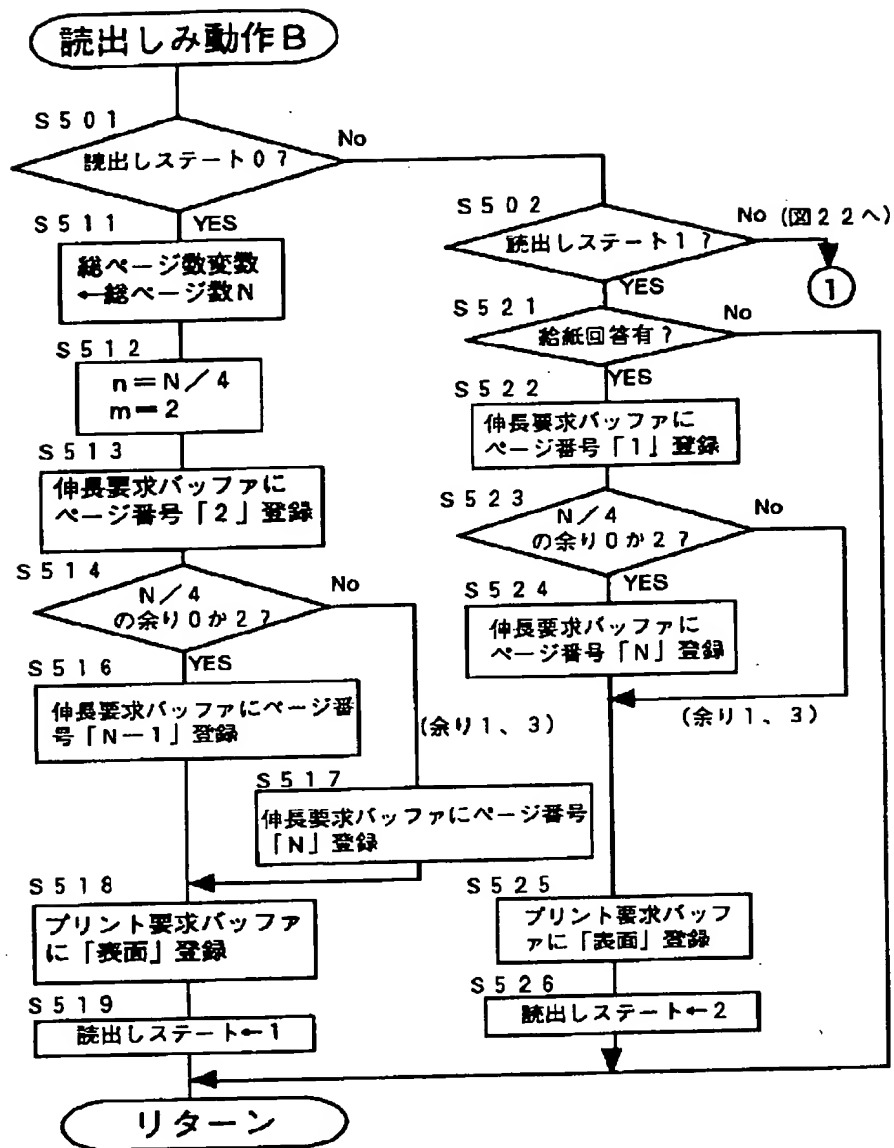 読出しみ動作B
S501
読出しステート0?
No
YES
S511
総ページ数変数
←総ページ数N
S512
n=N/4
m=2
S513
伸長要求バッファに
ページ番号「2」登録
S514
N/4
の余り0か2?
No
YES
S516
伸長要求バッファにページ番
号「N-1」登録
(余り1、3)
S517
伸長要求バッファにページ番号
「N」登録
S518
プリント要求バッファ
に「表面」登録
S519
読出しステート←1
リターン
S502
読出しステート1?
No (図22へ)
1
YES
S521
給紙回答有?
No
YES
S522
伸長要求バッファに
ページ番号「1」登録
S523
N/4
の余り0か2?
No
YES
S524
伸長要求バッファに
ページ番号「N」登録
(余り1、3)
S525
プリント要求バッフ
ァに「表面」登録
S526
読出しステート←2